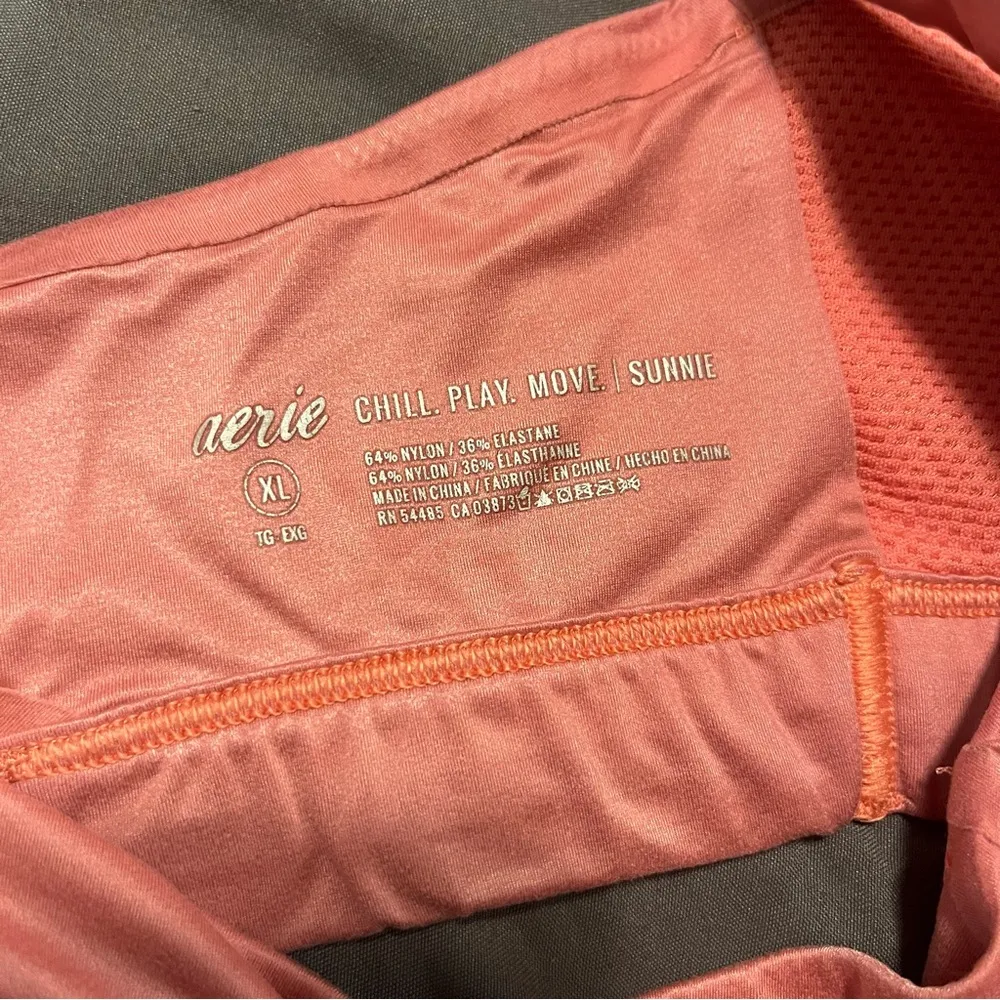 aerie CHILL. PLAY. MOVE. | SUNNIE
XL
TG·EXG
64% NYLON / 36% ELASTANE
64% NYLON / 36% ÉLASTHANNE
MADE IN CHINA / FABRIQUÉ EN CHINE / HECHO EN CHINA
RN 54485 CA 03873